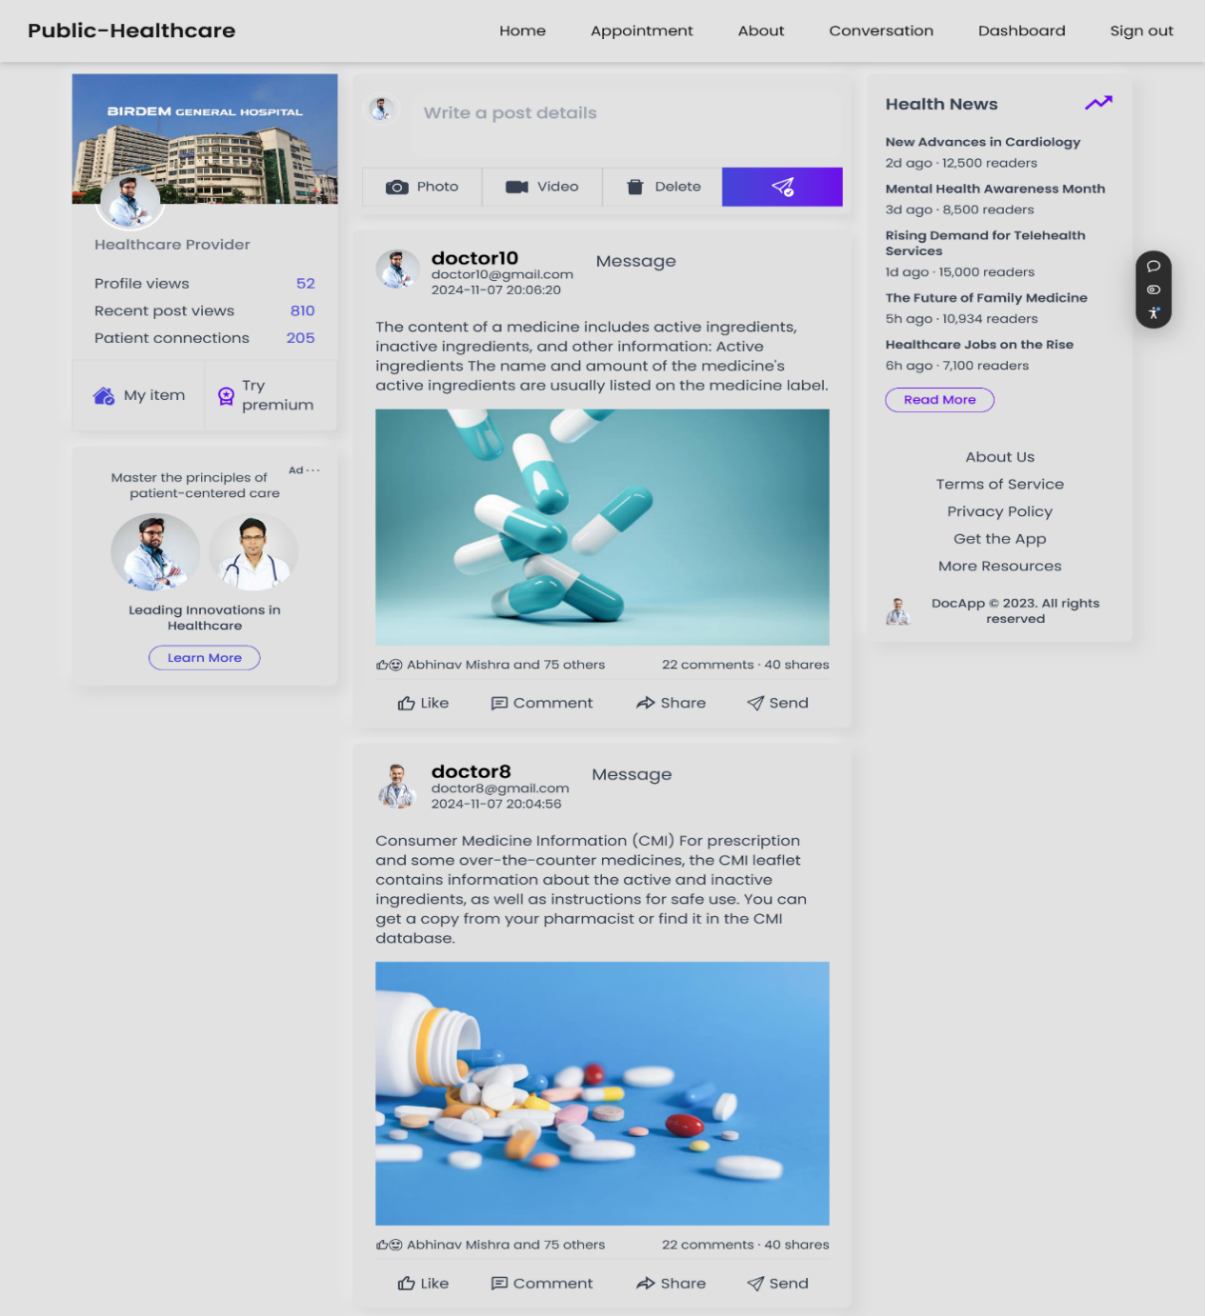 Public-Healthcare
Home
Appointment
About
Conversation
Dashboard
Sign out
BIRDEM GENERAL HOSPITAL
Healthcare Provider
Profile views 52
Recent post views 810
Patient connections 205
My item
Try
premium
Ad ···
Master the principles of
patient-centered care
Leading Innovations in
Healthcare
Learn More
Write a post details
Photo
Video
Delete
doctor10
Message
doctor10@gmail.com
2024-11-07 20:06:20
The content of a medicine includes active ingredients,
inactive ingredients, and other information: Active
ingredients The name and amount of the medicine's
active ingredients are usually listed on the medicine label.
Abhinav Mishra and 75 others
22 comments · 40 shares
Like
Comment
Share
Send
doctor8
Message
doctor8@gmail.com
2024-11-07 20:04:56
Consumer Medicine Information (CMI) For prescription
and some over-the-counter medicines, the CMI leaflet
contains information about the active and inactive
ingredients, as well as instructions for safe use. You can
get a copy from your pharmacist or find it in the CMI
database.
Abhinav Mishra and 75 others
22 comments · 40 shares
Like
Comment
Share
Send
Health News
New Advances in Cardiology
2d ago · 12,500 readers
Mental Health Awareness Month
3d ago · 8,500 readers
Rising Demand for Telehealth
Services
1d ago · 15,000 readers
The Future of Family Medicine
5h ago · 10,934 readers
Healthcare Jobs on the Rise
6h ago · 7,100 readers
Read More
About Us
Terms of Service
Privacy Policy
Get the App
More Resources
DocApp © 2023. All rights
reserved